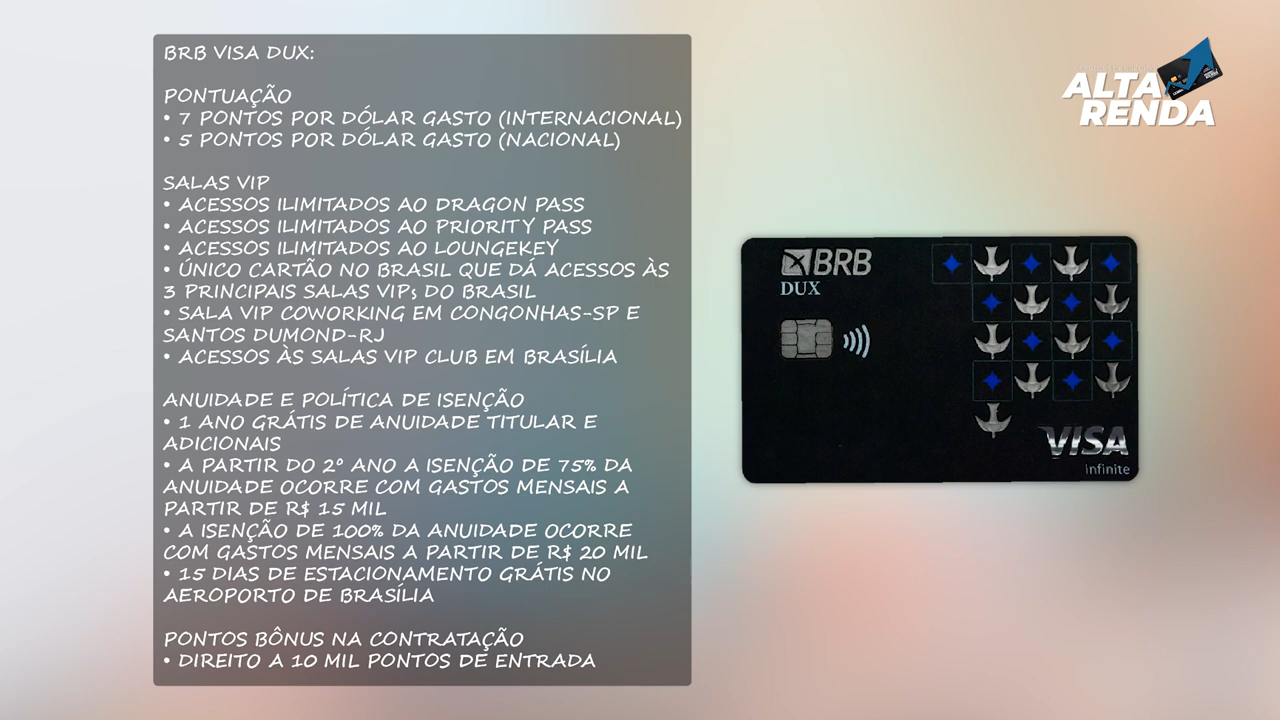 BRB VISA DUX:
PONTUAÇÃO
• 7 PONTOS POR DÓLAR GASTO (INTERNACIONAL)
• 5 PONTOS POR DÓLAR GASTO (NACIONAL)
SALAS VIP
• ACESSOS ILIMITADOS AO DRAGON PASS
• ACESSOS ILIMITADOS AO PRIORITY PASS
• ACESSOS ILIMITADOS AO LOUNGEKEY
• ÚNICO CARTÃO NO BRASIL QUE DÁ ACESSOS ÀS
3 PRINCIPAIS SALAS VIPs DO BRASIL
• SALA VIP COWORKING EM CONGONHAS-SP E
SANTOS DUMOND-RJ
• ACESSOS ÀS SALAS VIP CLUB EM BRASÍLIA
ANUIDADE E POLÍTICA DE ISENÇÃO
• 1 ANO GRÁTIS DE ANUIDADE TITULAR E
ADICIONAIS
• A PARTIR DO 2º ANO A ISENÇÃO DE 75% DA
ANUIDADE OCORRE COM GASTOS MENSAIS A
PARTIR DE R$ 15 MIL
• A ISENÇÃO DE 100% DA ANUIDADE OCORRE
COM GASTOS MENSAIS A PARTIR DE R$ 20 MIL
• 15 DIAS DE ESTACIONAMENTO GRÁTIS NO
AEROPORTO DE BRASÍLIA
PONTOS BÔNUS NA CONTRATAÇÃO
• DIREITO A 10 MIL PONTOS DE ENTRADA
ALTA
RENDA
BRB
DUX
VISA
Infinite